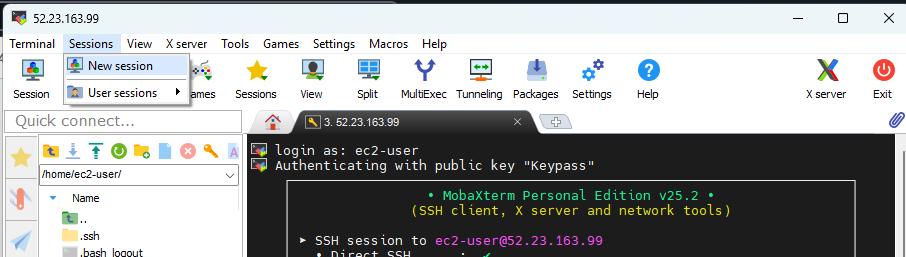 52.23.163.99
Terminal Sessions View X server Tools Games Settings Macros Help
New session
User sessions
Session ames Sessions View Split MultiExec Tunneling Packages Settings Help X server Exit
Quick connect...
3. 52.23.163.99
login as: ec2-user
Authenticating with public key "Keypass"
/home/ec2-user/
Name
..
.ssh
.bash_logout
• MobaXterm Personal Edition v25.2 •
(SSH client, X server and network tools)
➤ SSH session to ec2-user@52.23.163.99
• Direct SSH : ✔